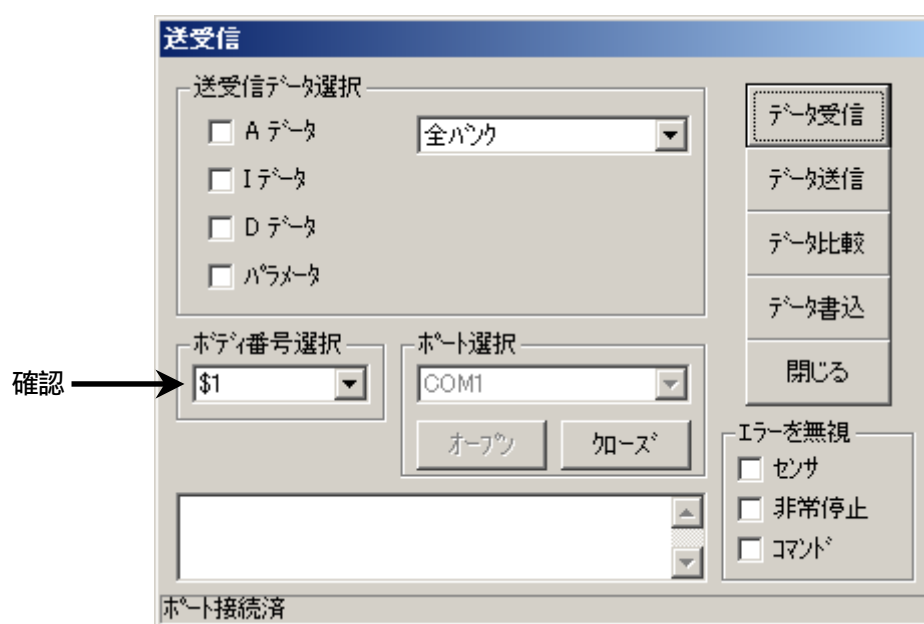 送受信
送受信データ選択
A データ
全バンク
I データ
D データ
パラメータ
データ受信
データ送信
データ比較
データ書込
閉じる
ボディ番号選択
$1
確認
ポート選択
COM1
オープン
クローズ
エラーを無視
センサ
非常停止
コマンド
ポート接続済